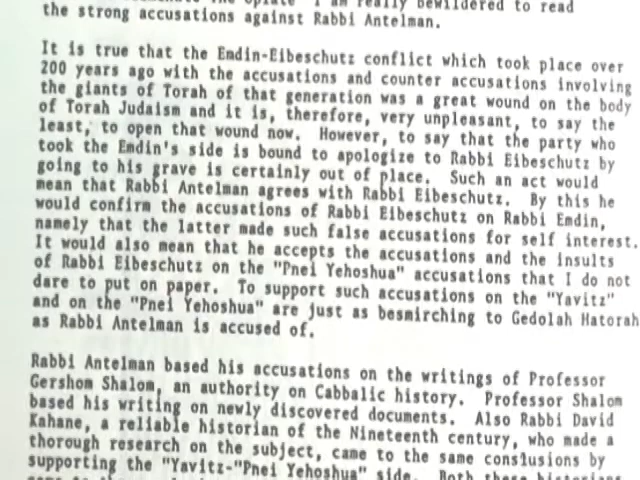 the opiate" I am really bewildered to read
the strong accusations against Rabbi Antelman.
It is true that the Emdin-Eibeschutz conflict which took place over
200 years ago with the accusations and counter accusations involving
the giants of Torah of that generation was a great wound on the body
of Torah Judaism and it is, therefore, very unpleasant, to say the
least, to open that wound now. However, to say that the party who
took the Emdin's side is bound to apologize to Rabbi Eibeschutz by
going to his grave is certainly out of place. Such an act would
mean that Rabbi Antelman agrees with Rabbi Eibeschutz. By this he
would confirm the accusations of Rabbi Eibeschutz on Rabbi Emdin,
namely that the latter made such false accusations for self interest.
It would also mean that he accepts the accusations and the insults
of Rabbi Eibeschutz on the "Pnei Yehoshua" accusations that I do not
dare to put on paper. To support such accusations on the "Yavitz"
and on the "Pnei Yehoshua" are just as besmirching to Gedolah Hatorah
as Rabbi Antelman is accused of.
Rabbi Antelman based his accusations on the writings of Professor
Gershom Shalom, an authority on Cabbalic history. Professor Shalom
based his writing on newly discovered documents. Also Rabbi David
Kahane, a reliable historian of the Nineteenth century, who made a
thorough research on the subject, came to the same conslusions by
supporting the "Yavitz-"Pnei Yehoshua" side. Both these historians